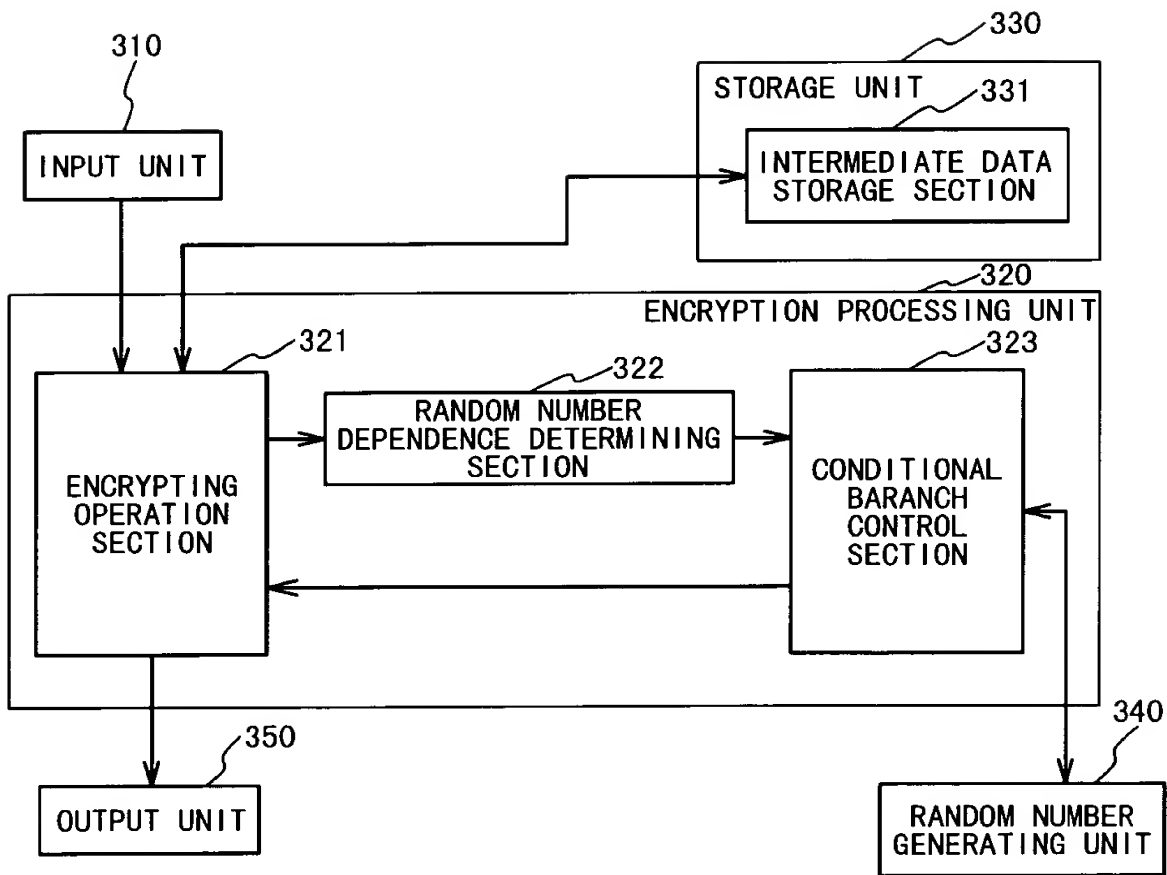 310
INPUT UNIT
330
STORAGE UNIT
331
INTERMEDIATE DATA
STORAGE SECTION
320
ENCRYPTION PROCESSING UNIT
321
ENCRYPTING
OPERATION
SECTION
322
RANDOM NUMBER
DEPENDENCE DETERMINING
SECTION
323
CONDITIONAL
BARANCH
CONTROL
SECTION
350
OUTPUT UNIT
340
RANDOM NUMBER
GENERATING UNIT